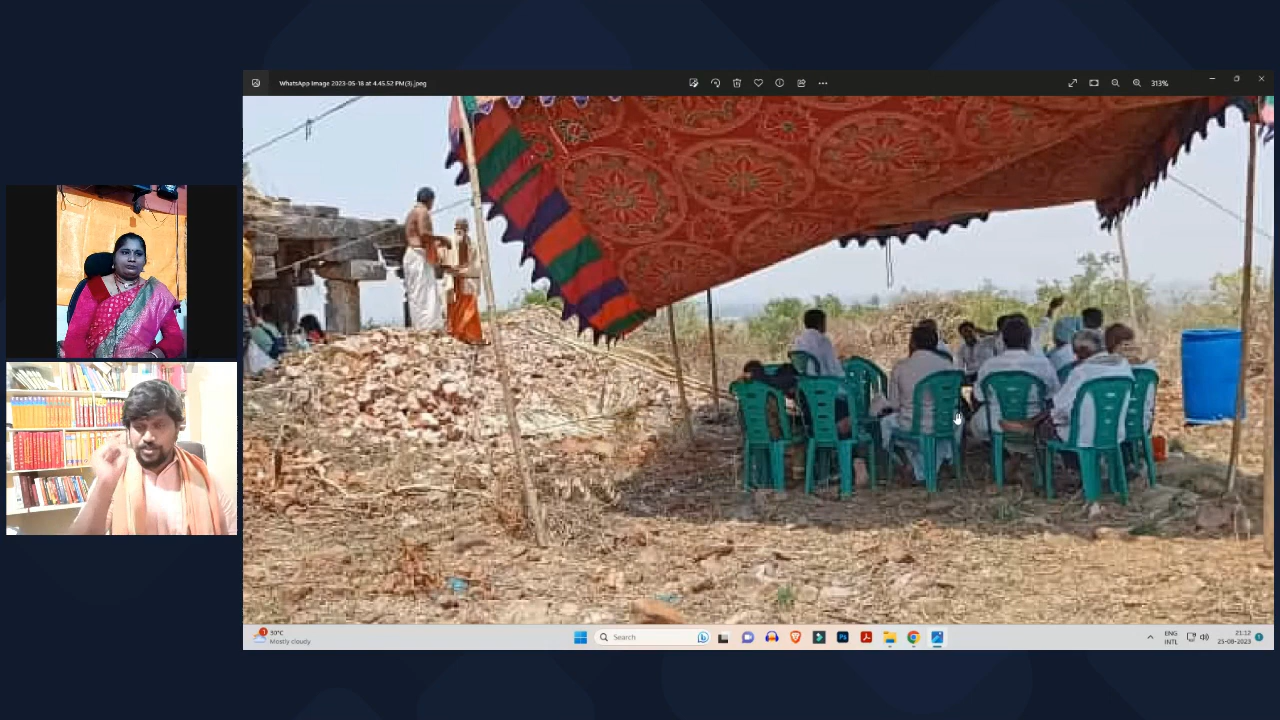 WhatsApp Image 2023-05-18 at 4.45.52 PM(3).jpeg
313%
30°C
Mostly cloudy
Search
ENG
INTL
21:12
25-08-2023